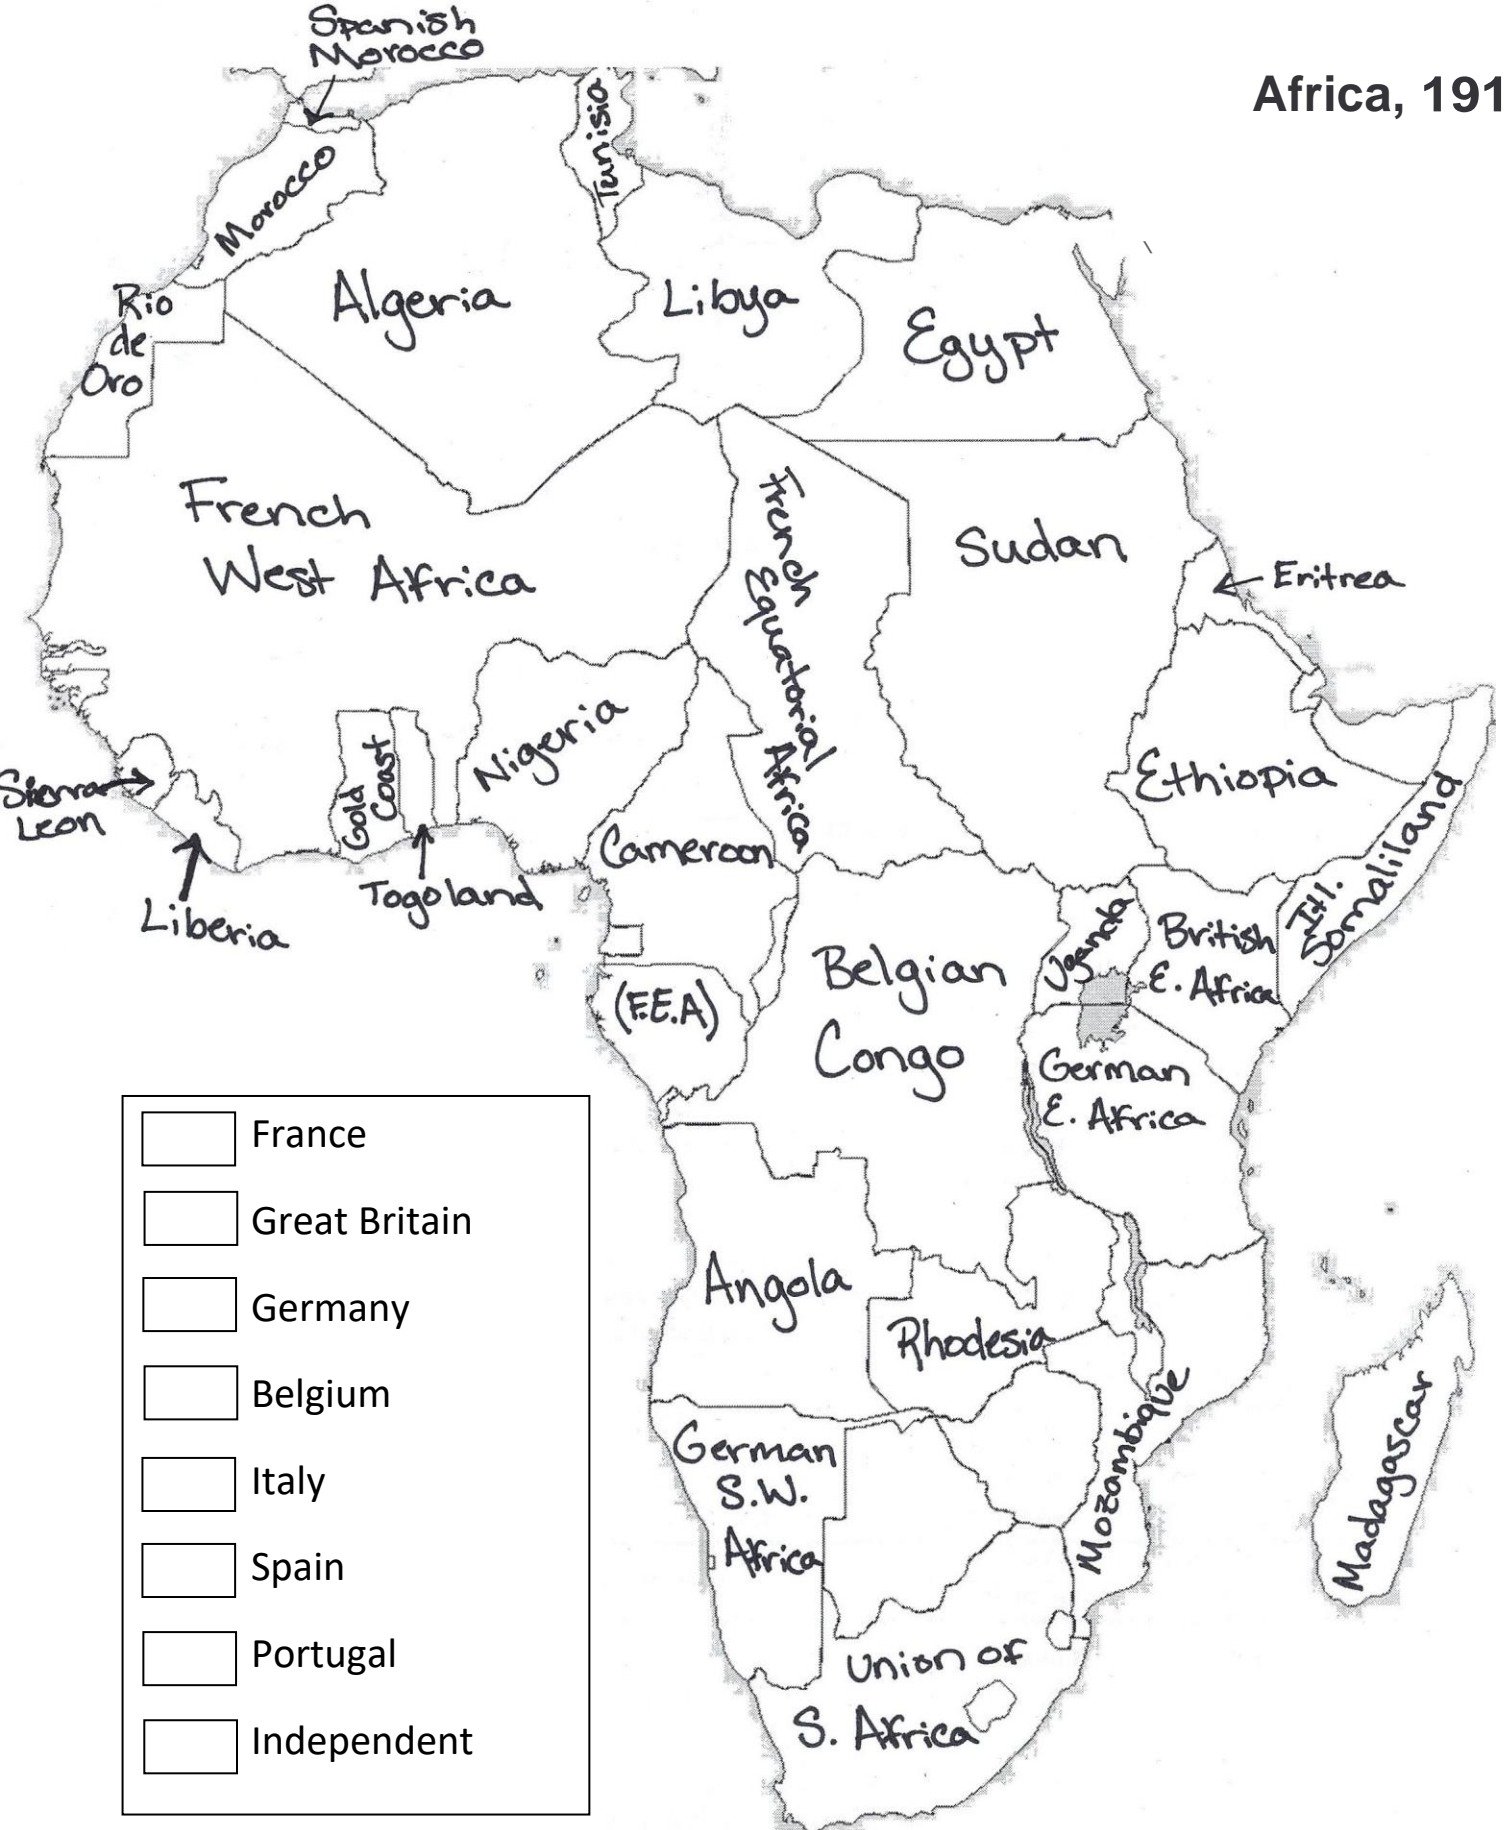 Spanish
Morocco
Africa, 191
Tunisia
Morocco
Rio
de
Oro
Algeria
Libya
Egypt
French
West Africa
French
Equatorial
Africa
Sudan
Eritrea
Sierra
Leon
Liberia
Gold
Coast
Togoland
Nigeria
Cameroon
Ethiopia
Itl.
Somaliland
Uganda
British
E. Africa
(F.E.A)
Belgian
Congo
German
E. Africa
Angola
Rhodesia
Mozambique
Madagascar
German
S.W.
Africa
Union of
S. Africa
France
Great Britain
Germany
Belgium
Italy
Spain
Portugal
Independent